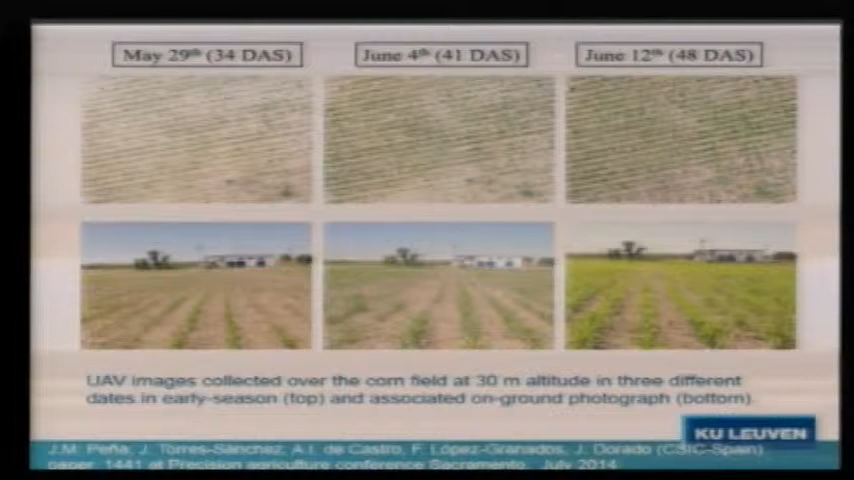 May 29th (34 DAS)
June 4th (41 DAS)
June 12th (48 DAS)
UAV images collected over the corn field at 30 m altitude in three different
dates in early-season (top) and associated on-ground photograph (bottom).
KU LEUVEN
J.M. Peña, J. Torres-Sánchez, A.I. de Castro, F. López-Granados, J. Dorado (CSIC-Spain)
paper 1441 at Precision agriculture conference Sacramento, July 2014